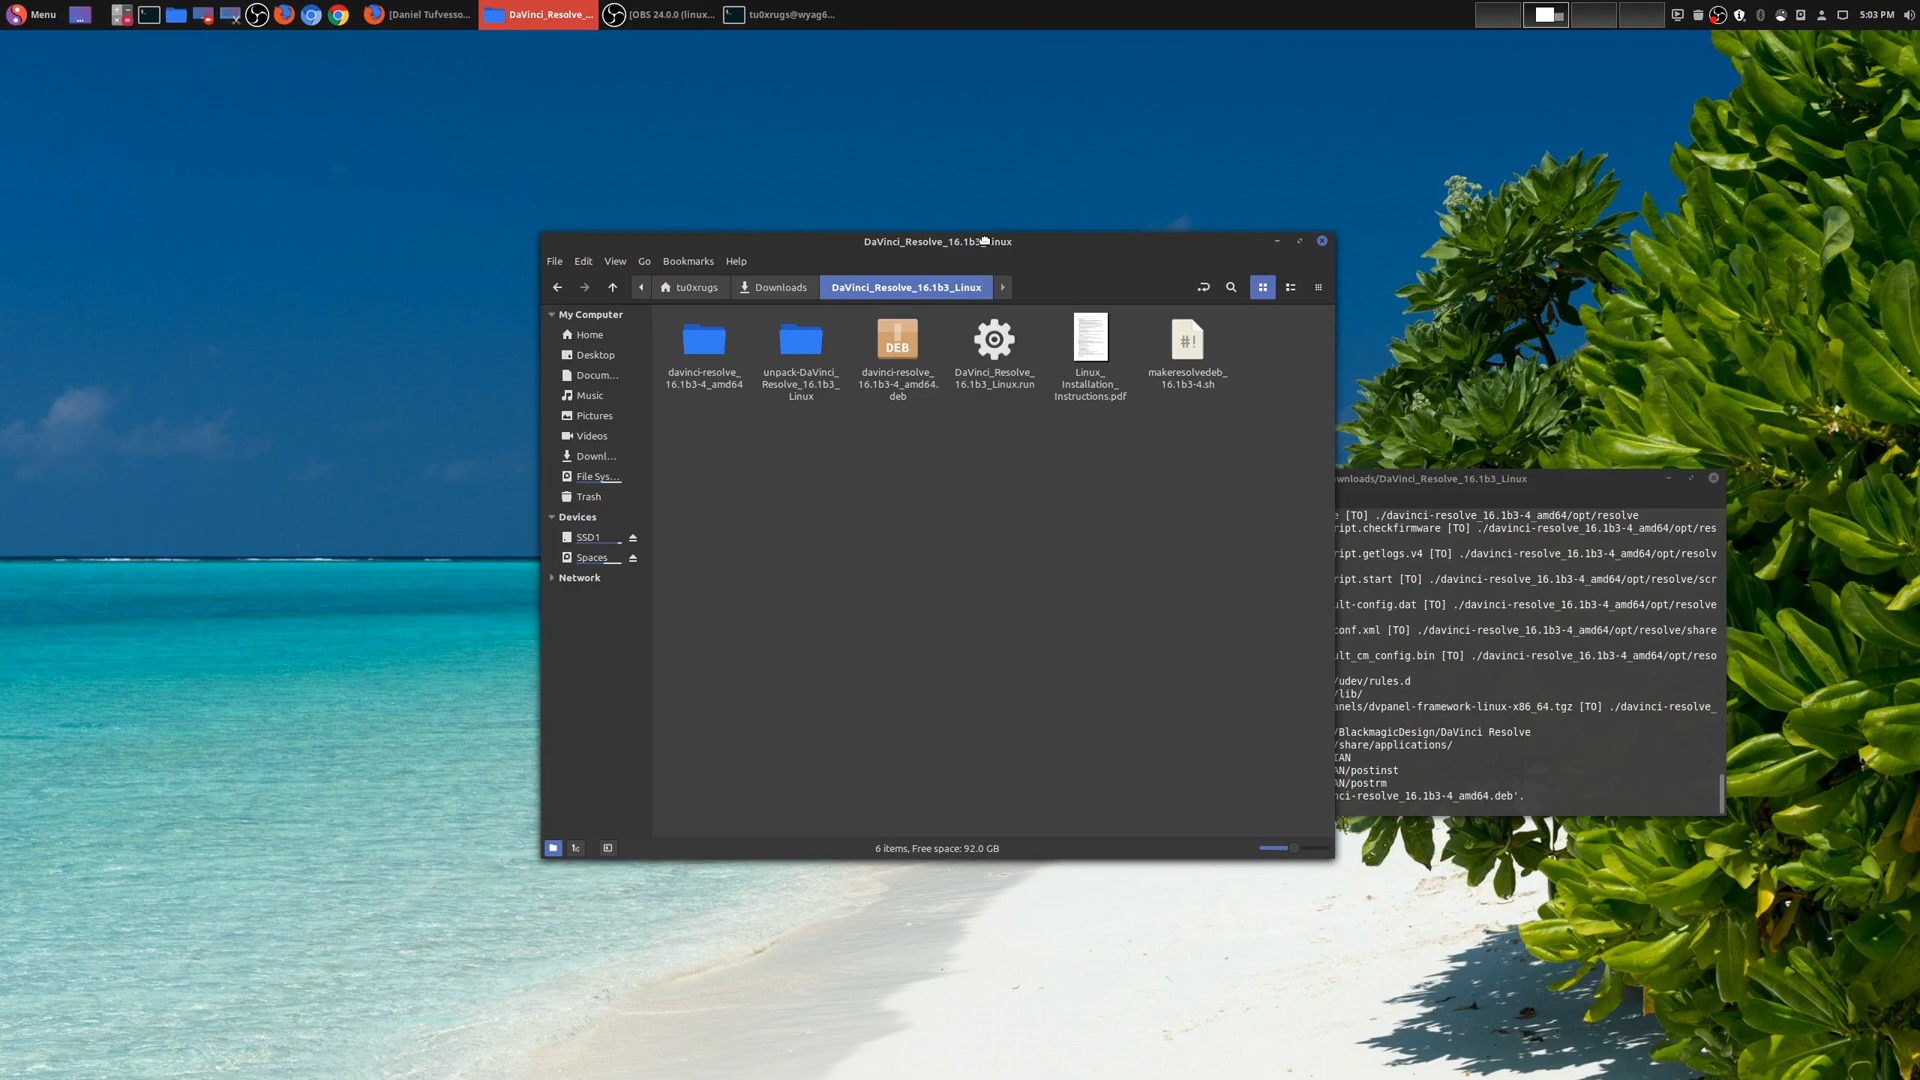 Menu
[Daniel Tufvesso...
DaVinci_Resolve_...
[OBS 24.0.0 (linux...
tu0xrugs@wyag6...
5:03 PM
DaVinci_Resolve_16.1b3_Linux
File Edit View Go Bookmarks Help
tu0xrugs
Downloads
DaVinci_Resolve_16.1b3_Linux
My Computer
Home
Desktop
Docum...
Music
Pictures
Videos
Downl...
File Sys...
Trash
Devices
SSD1
Spaces
Network
davinci-resolve_
16.1b3-4_amd64
unpack-DaVinci_
Resolve_16.1b3_
Linux
DEB
davinci-resolve_
16.1b3-4_amd64.
deb
DaVinci_Resolve_
16.1b3_Linux.run
Linux_
Installation_
Instructions.pdf
#!
makeresolvedeb_
16.1b3-4.sh
6 items, Free space: 92.0 GB
wnloads/DaVinci_Resolve_16.1b3_Linux
e [TO] ./davinci-resolve_16.1b3-4_amd64/opt/resolve
ript.checkfirmware [TO] ./davinci-resolve_16.1b3-4_amd64/opt/res
ript.getlogs.v4 [TO] ./davinci-resolve_16.1b3-4_amd64/opt/resolv
ript.start [TO] ./davinci-resolve_16.1b3-4_amd64/opt/resolve/scr
ult-config.dat [TO] ./davinci-resolve_16.1b3-4_amd64/opt/resolve
conf.xml [TO] ./davinci-resolve_16.1b3-4_amd64/opt/resolve/share
ult_cm_config.bin [TO] ./davinci-resolve_16.1b3-4_amd64/opt/reso
/udev/rules.d
/lib/
anels/dvpanel-framework-linux-x86_64.tgz [TO] ./davinci-resolve_
/BlackmagicDesign/DaVinci Resolve
/share/applications/
IAN
AN/postinst
AN/postrm
nci-resolve_16.1b3-4_amd64.deb'.